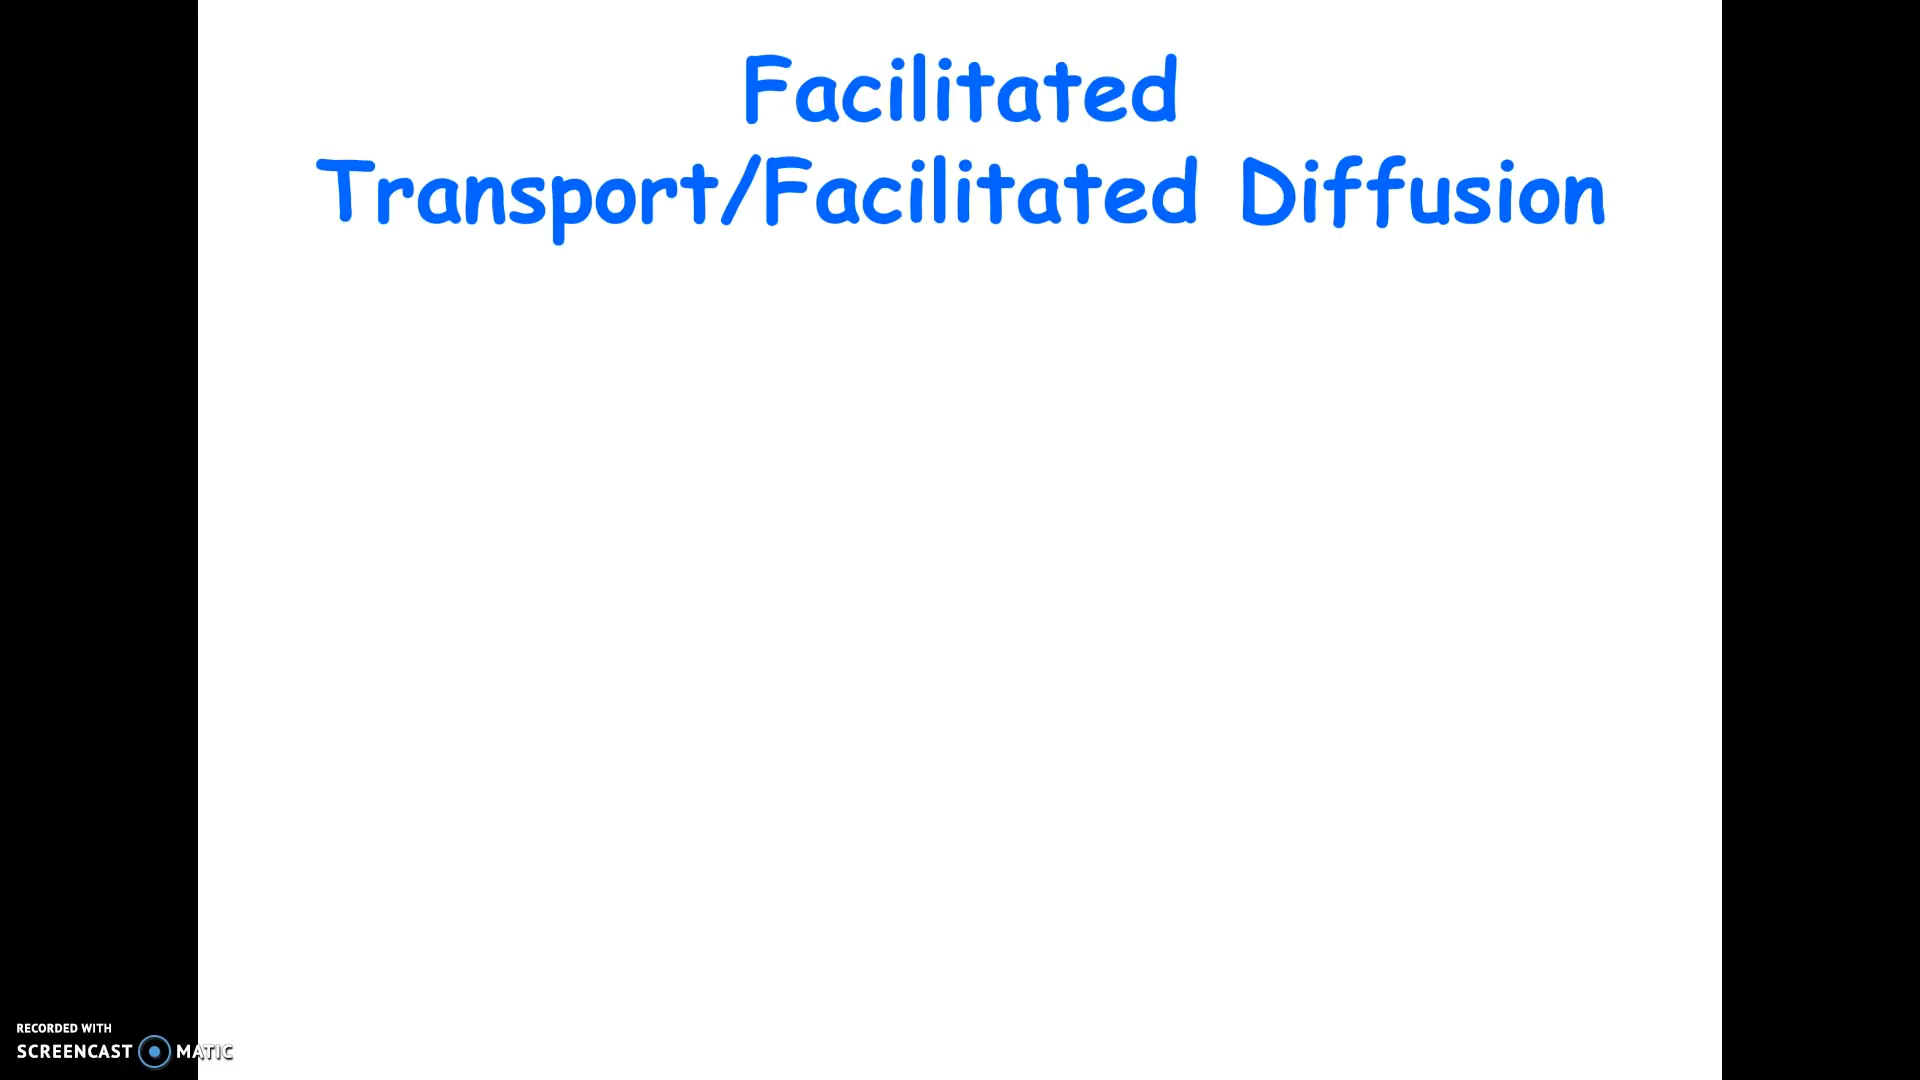 Facilitated
Transport/Facilitated Diffusion
RECORDED WITH
SCREENCAST MATIC